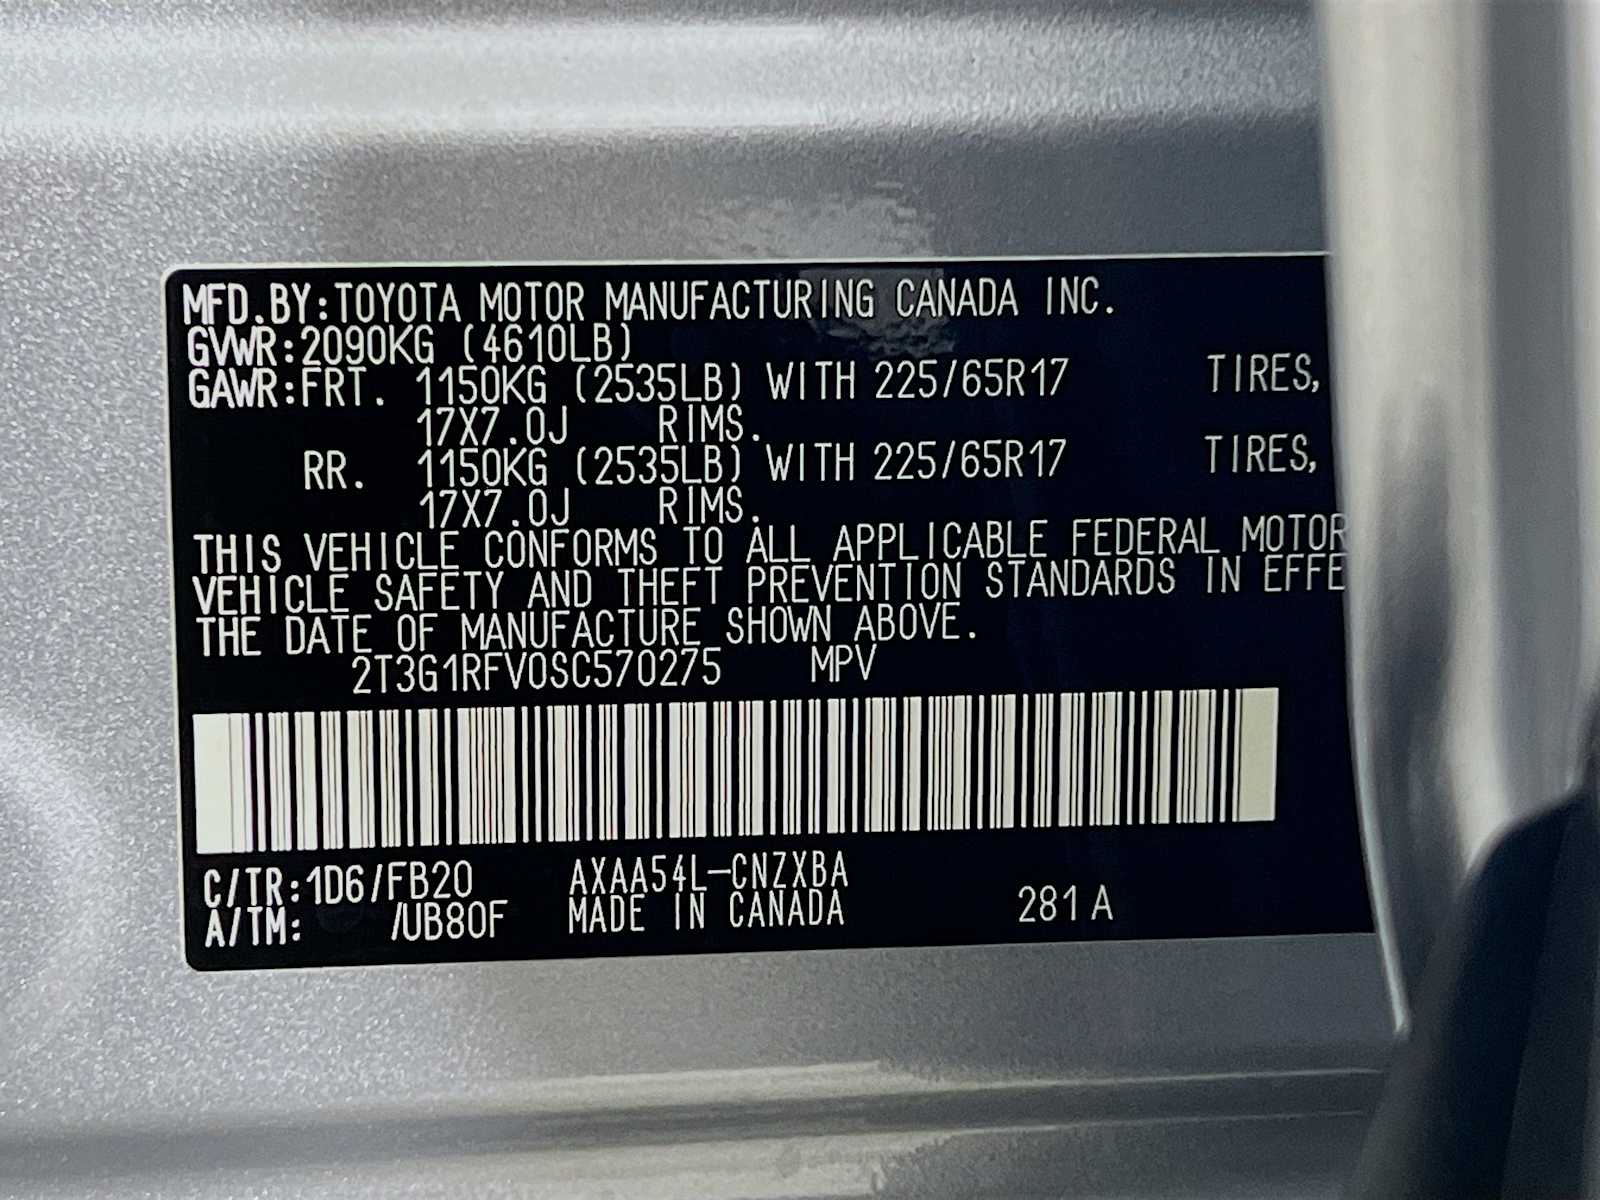 MFD.BY:TOYOTA MOTOR MANUFACTURING CANADA INC.
GVWR:2090KG (4610LB)
GAWR:FRT. 1150KG (2535LB) WITH 225/65R17 TIRES,
17X7.0J RIMS.
RR. 1150KG (2535LB) WITH 225/65R17 TIRES,
17X7.0J RIMS.
THIS VEHICLE CONFORMS TO ALL APPLICABLE FEDERAL MOTOR
VEHICLE SAFETY AND THEFT PREVENTION STANDARDS IN EFFE
THE DATE OF MANUFACTURE SHOWN ABOVE.
2T3G1RFV0SC570275 MPV
C/TR:1D6/FB20 AXAA54L-CNZXBA
A/TM: /UB80F MADE IN CANADA 281A